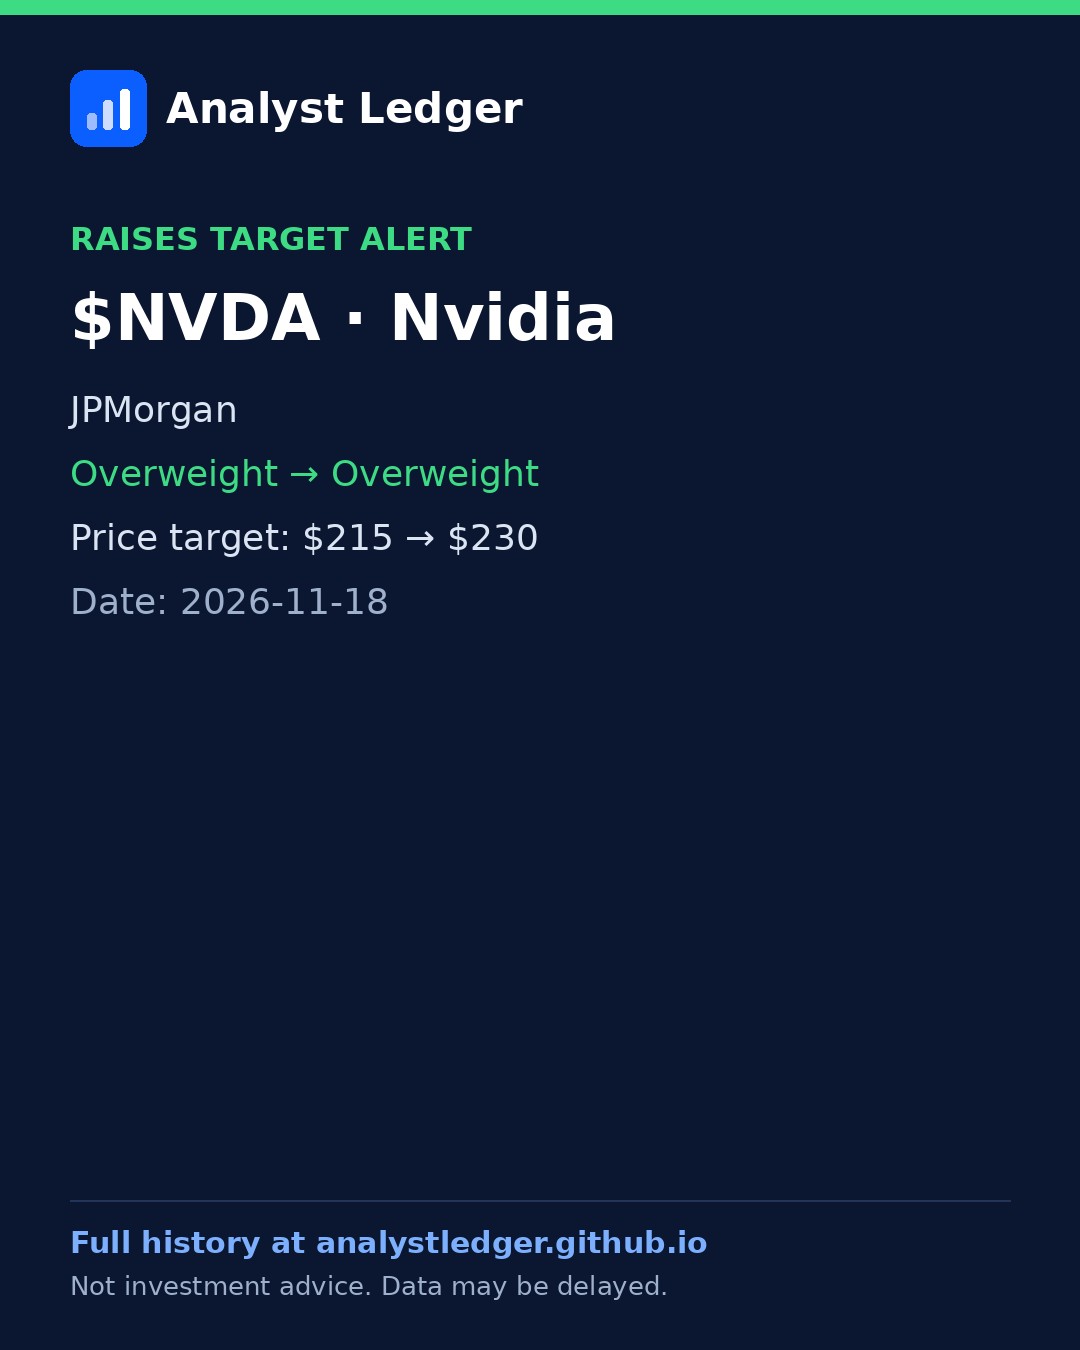 Analyst Ledger
RAISES TARGET ALERT
$NVDA · Nvidia
JPMorgan
Overweight → Overweight
Price target: $215 → $230
Date: 2026-11-18
Full history at analystledger.github.io
Not investment advice. Data may be delayed.